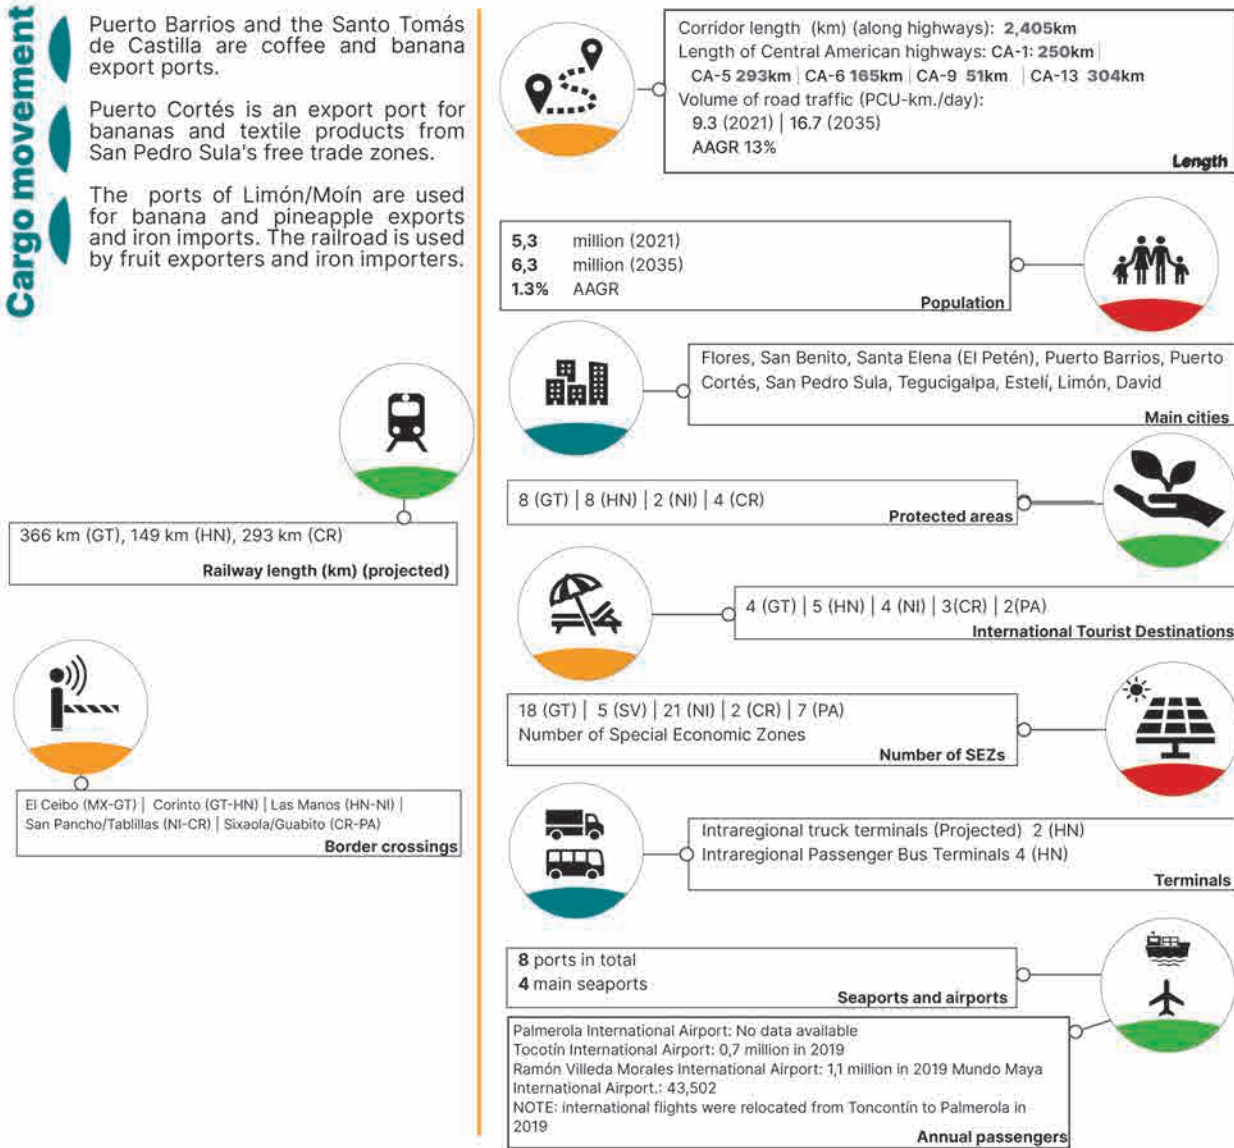 Cargo movement
Puerto Barrios and the Santo Tomás
de Castilla are coffee and banana
export ports.
Puerto Cortés is an export port for
bananas and textile products from
San Pedro Sula's free trade zones.
The ports of Limón/Moín are used
for banana and pineapple exports
and iron imports. The railroad is used
by fruit exporters and iron importers.
366 km (GT), 149 km (HN), 293 km (CR)
Railway length (km) (projected)
El Ceibo (MX-GT) | Corinto (GT-HN) | Las Manos (HN-NI) |
San Pancho/Tablillas (NI-CR) | Sixaola/Guabito (CR-PA)
Border crossings
Corridor length (km) (along highways): 2,405km
Length of Central American highways: CA-1: 250km |
CA-5 293km | CA-6 165km | CA-9 51km | CA-13 304km
Volume of road traffic (PCU-km./day):
9.3 (2021) | 16.7 (2035)
AAGR 13%
Length
5,3 million (2021)
6,3 million (2035)
1.3% AAGR
Population
Flores, San Benito, Santa Elena (El Petén), Puerto Barrios, Puerto
Cortés, San Pedro Sula, Tegucigalpa, Estelí, Limón, David
Main cities
8 (GT) | 8 (HN) | 2 (NI) | 4 (CR)
Protected areas
4 (GT) | 5 (HN) | 4 (NI) | 3(CR) | 2(PA)
International Tourist Destinations
18 (GT) | 5 (SV) | 21 (NI) | 2 (CR) | 7 (PA)
Number of Special Economic Zones
Number of SEZs
Intraregional truck terminals (Projected) 2 (HN)
Intraregional Passenger Bus Terminals 4 (HN)
Terminals
8 ports in total
4 main seaports
Seaports and airports
Palmerola International Airport: No data available
Tocotín International Airport: 0,7 million in 2019
Ramón Villeda Morales International Airport: 1,1 million in 2019 Mundo Maya
International Airport.: 43,502
NOTE: international flights were relocated from Toncontín to Palmerola in
2019
Annual passengers